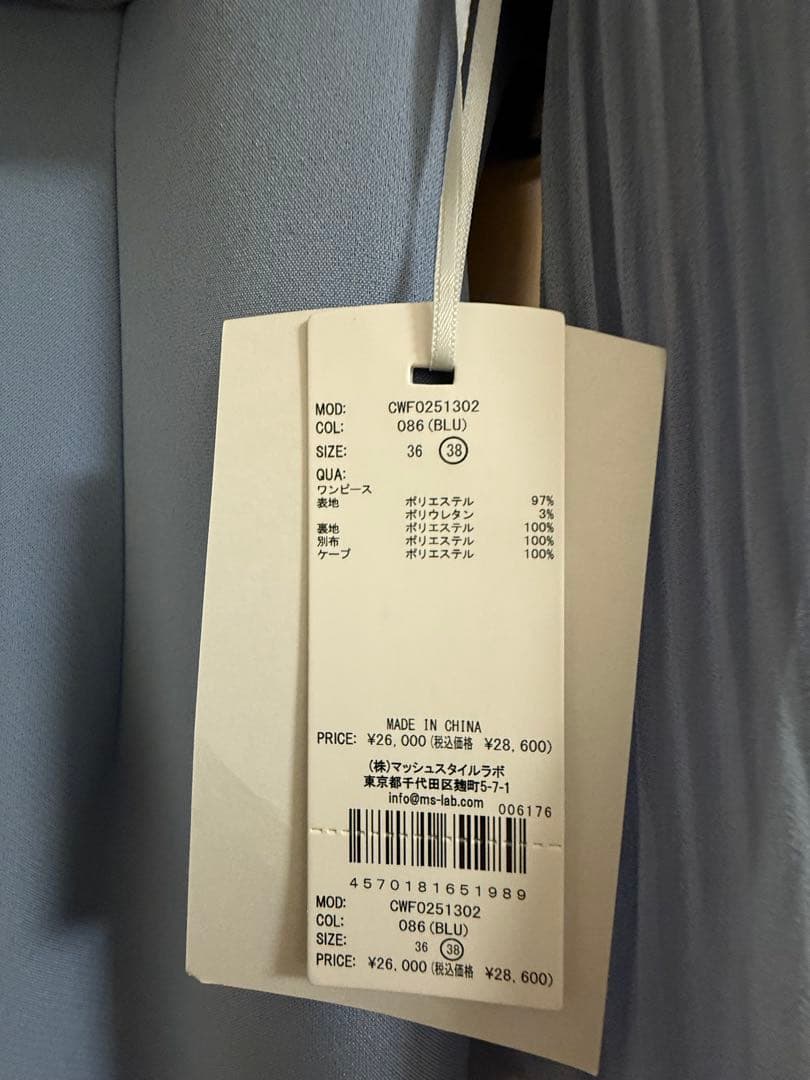 MOD: CWFO251302
COL: 086(BLU)
SIZE: 36 38
QUA:
ワンピース
表地 ポリエステル 97%
ポリウレタン 3%
裏地 ポリエステル 100%
別布 ポリエステル 100%
ケープ ポリエステル 100%
MADE IN CHINA
PRICE: ¥26,000(税込価格 ¥28,600)
(株)マッシュスタイルラボ
東京都千代田区麹町5-7-1
info@ms-lab.com 006176
4570181651989
MOD: CWFO251302
COL: 086(BLU)
SIZE: 36 38
PRICE: ¥26,000(税込価格 ¥28,600)